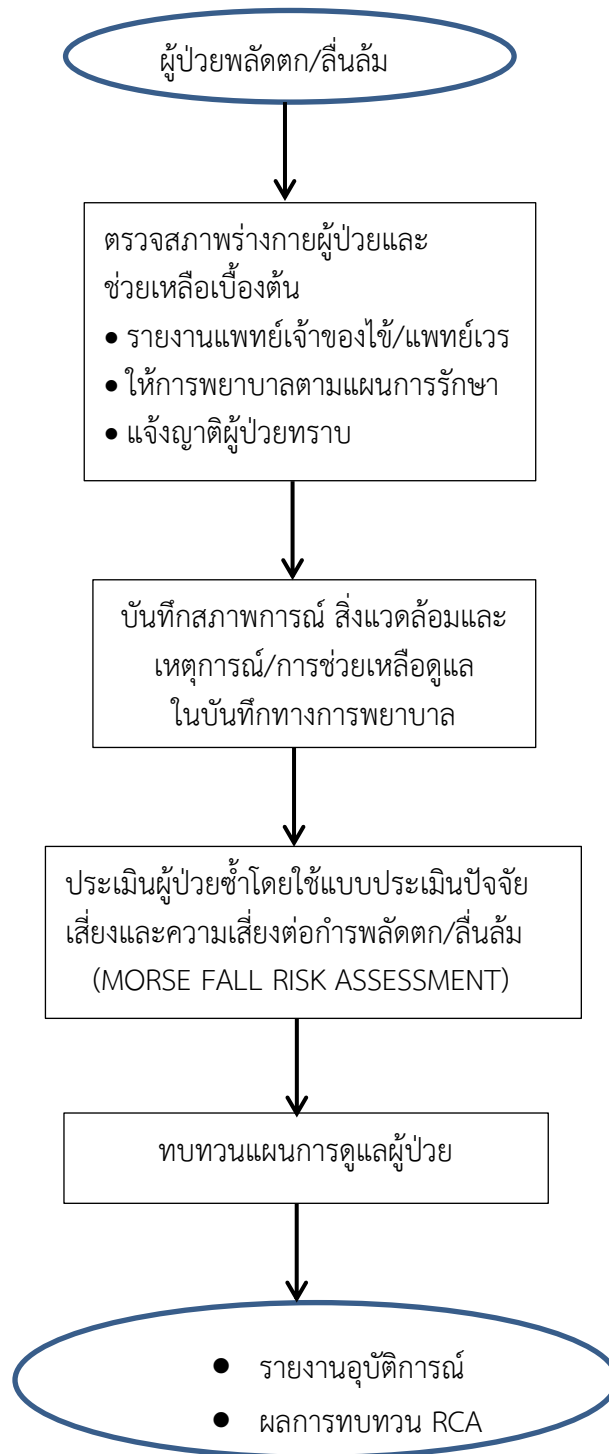 ผู้ป่วยพลัดตก/ลื่นล้ม
ตรวจสภาพร่างกายผู้ป่วยและ
ช่วยเหลือเบื้องต้น
• รายงานแพทย์เจ้าของไข้/แพทย์เวร
• ให้การพยาบาลตามแผนการรักษา
• แจ้งญาติผู้ป่วยทราบ
บันทึกสภาพการณ์ สิ่งแวดล้อมและ
เหตุการณ์/การช่วยเหลือดูแล
ในบันทึกทางการพยาบาล
ประเมินผู้ป่วยซ้ำโดยใช้แบบประเมินปัจจัย
เสี่ยงและความเสี่ยงต่อกำรพลัดตก/ลื่นล้ม
(MORSE FALL RISK ASSESSMENT)
ทบทวนแผนการดูแลผู้ป่วย
• รายงานอุบัติการณ์
• ผลการทบทวน RCA